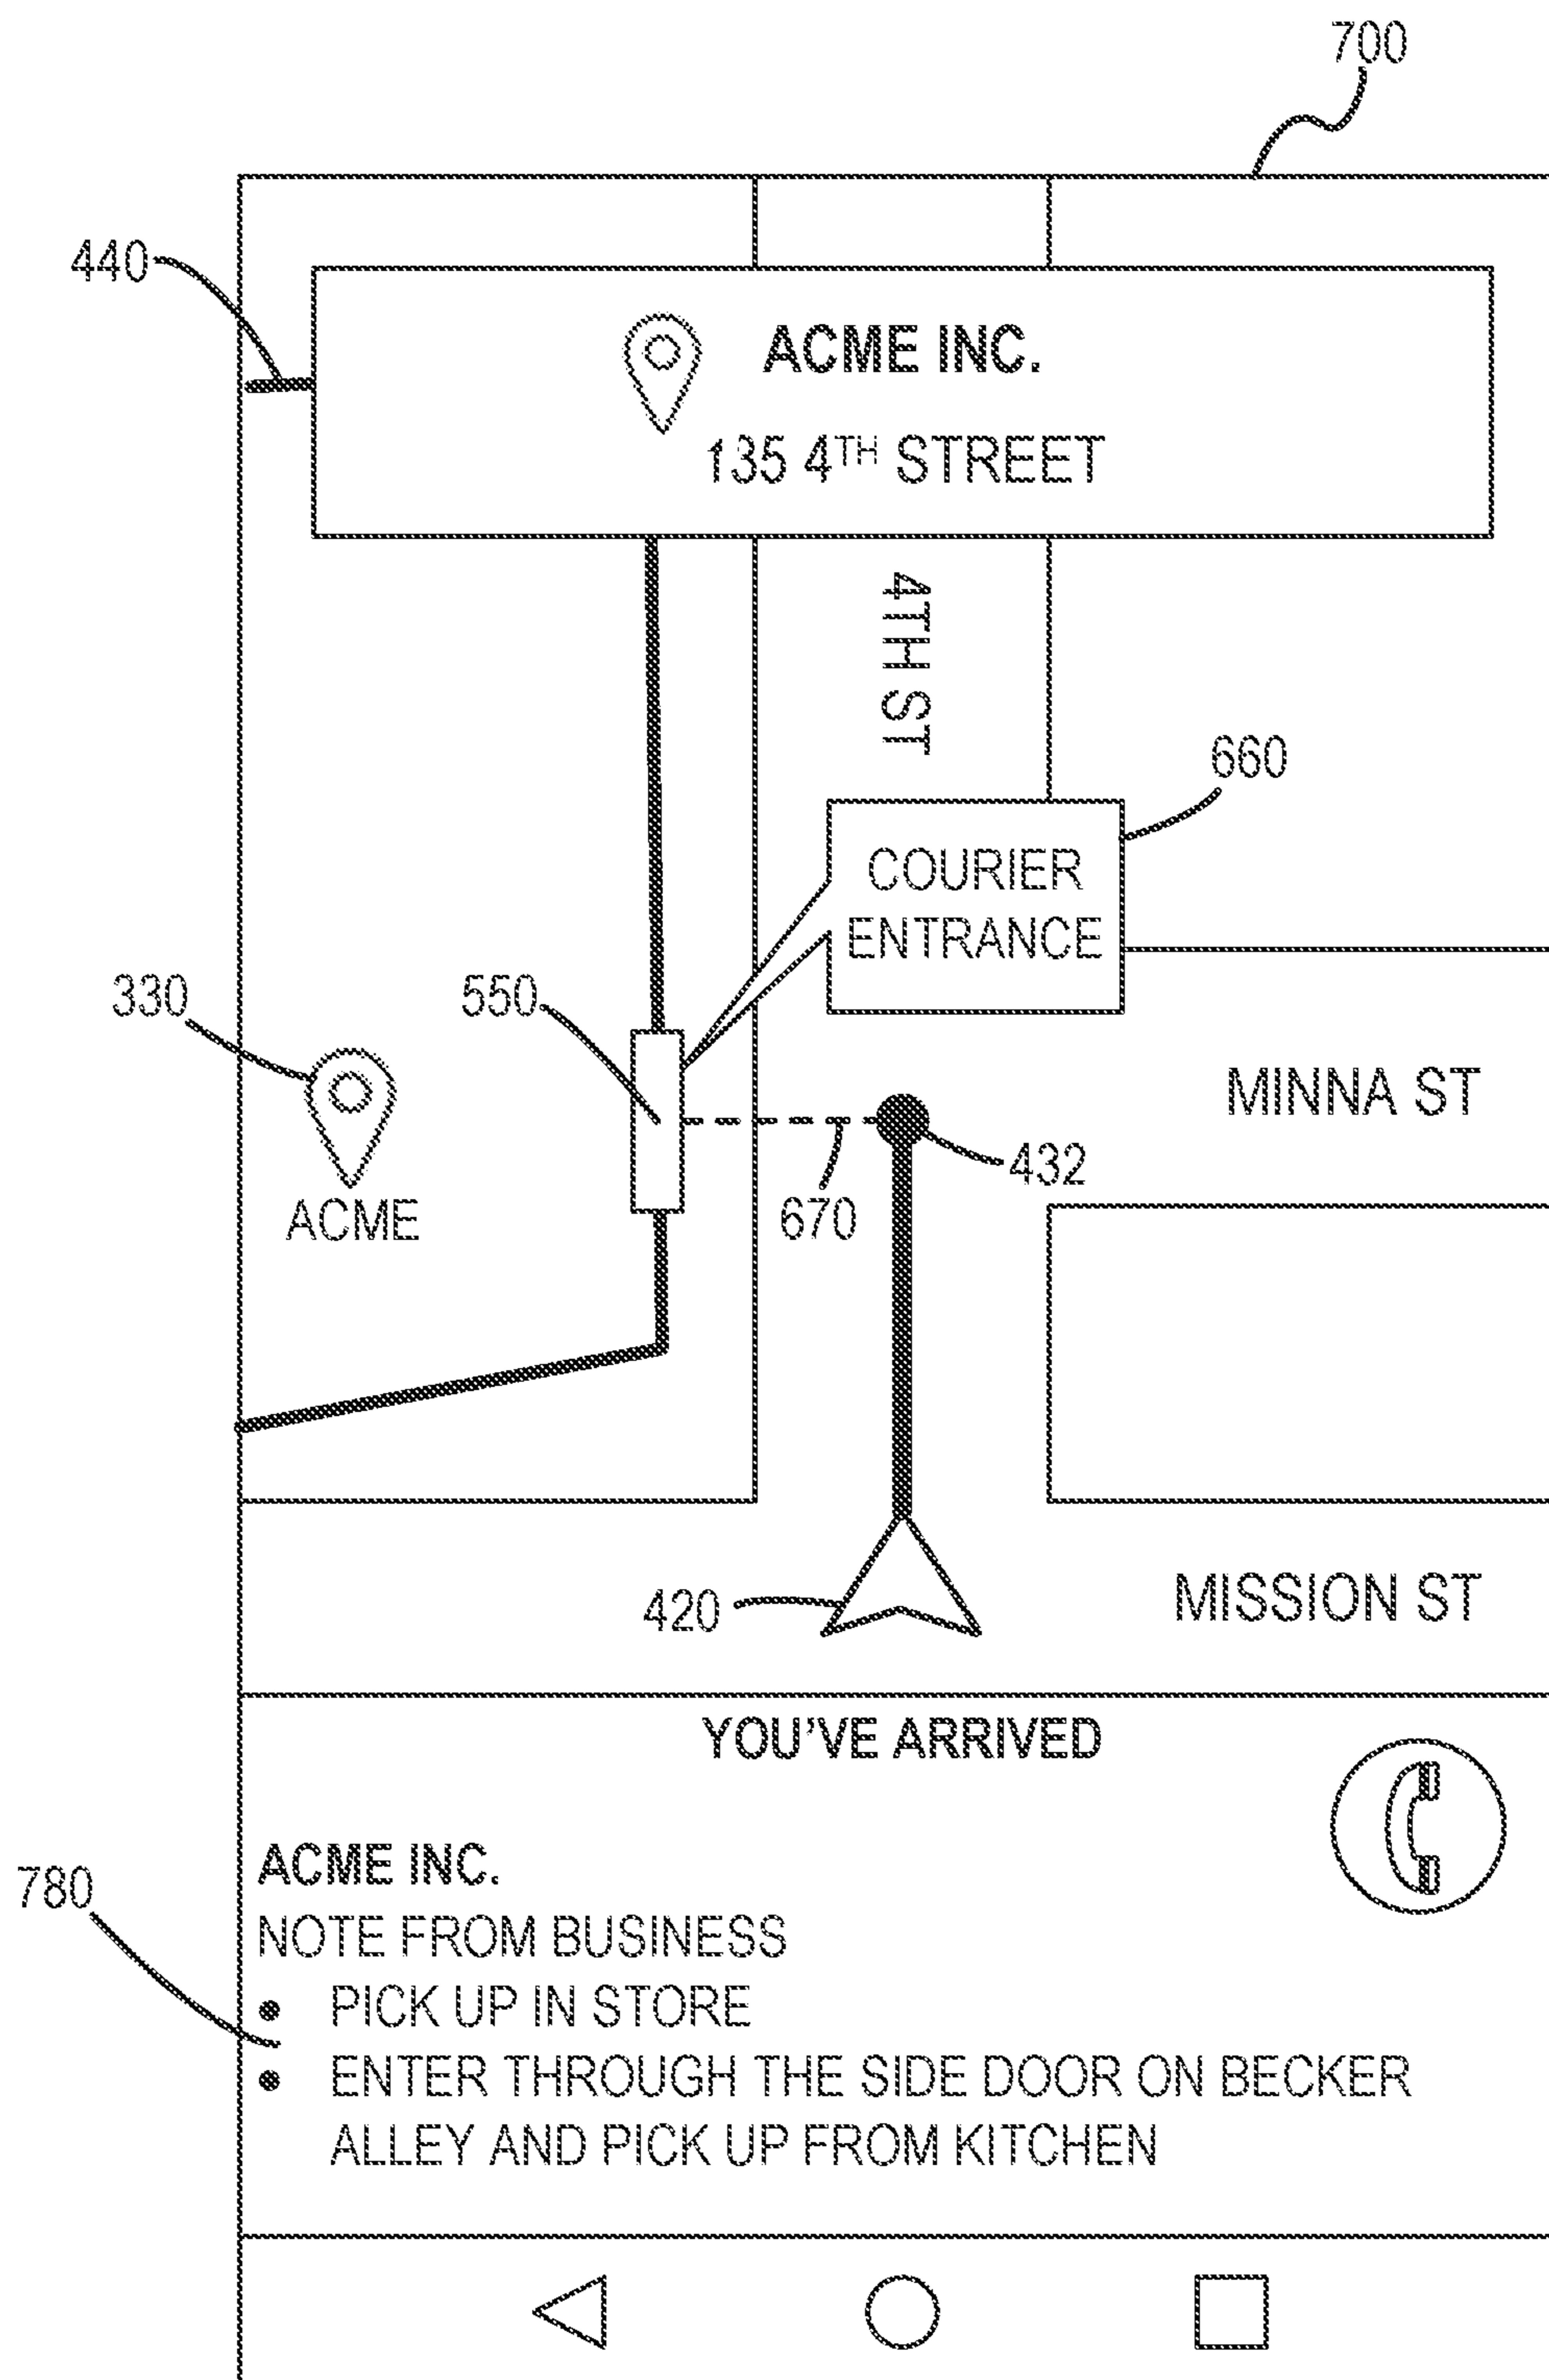 700
440
ACME INC.
135 4TH STREET
4TH ST
660
COURIER
ENTRANCE
330
550
MINNA ST
432
670
ACME
420
MISSION ST
YOU'VE ARRIVED
780
ACME INC.
NOTE FROM BUSINESS
• PICK UP IN STORE
• ENTER THROUGH THE SIDE DOOR ON BECKER
ALLEY AND PICK UP FROM KITCHEN